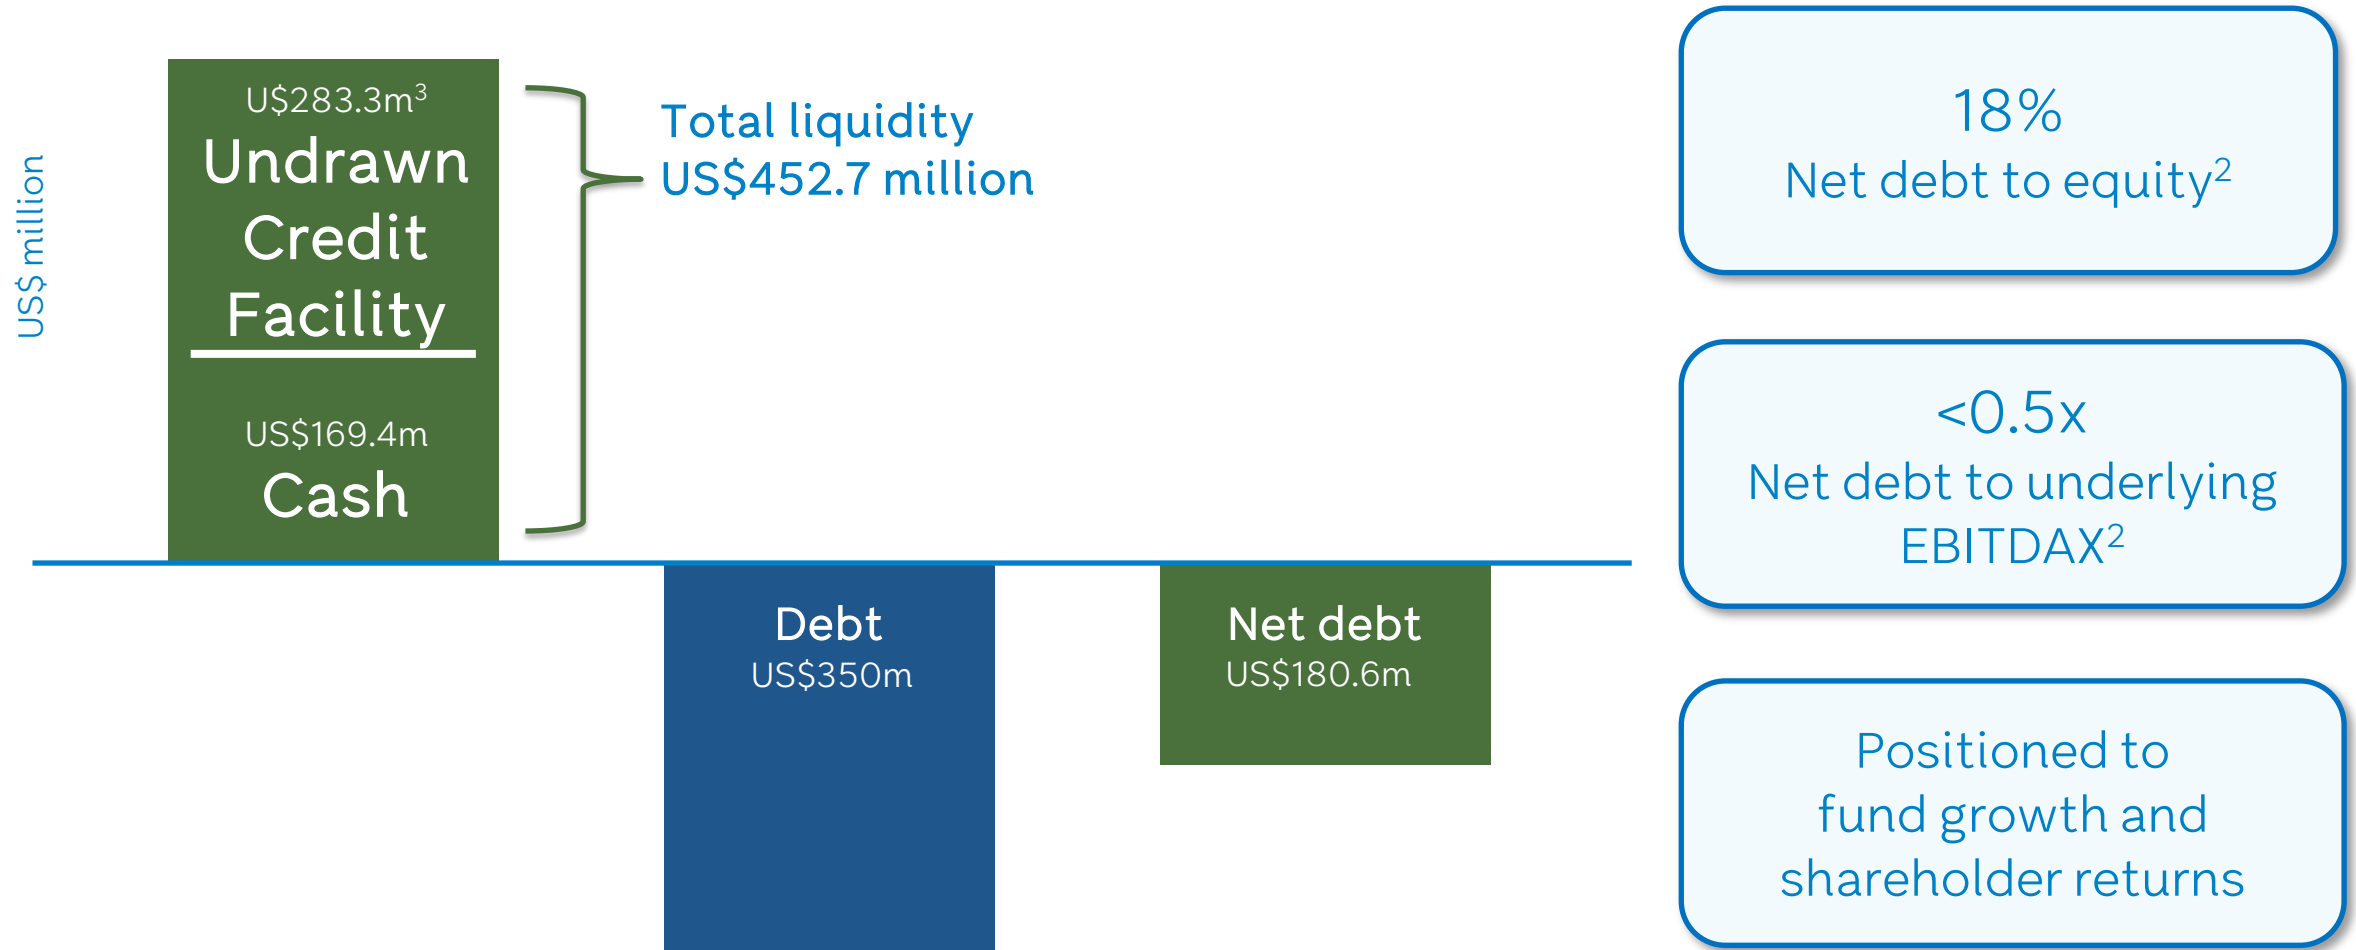 US$ million
U$283.3m³
Undrawn
Credit
Facility
US$169.4m
Cash
Total liquidity
US$452.7 million
Debt
US$350m
Net debt
US$180.6m
18%
Net debt to equity²
<0.5x
Net debt to underlying
EBITDAX²
Positioned to
fund growth and
shareholder returns